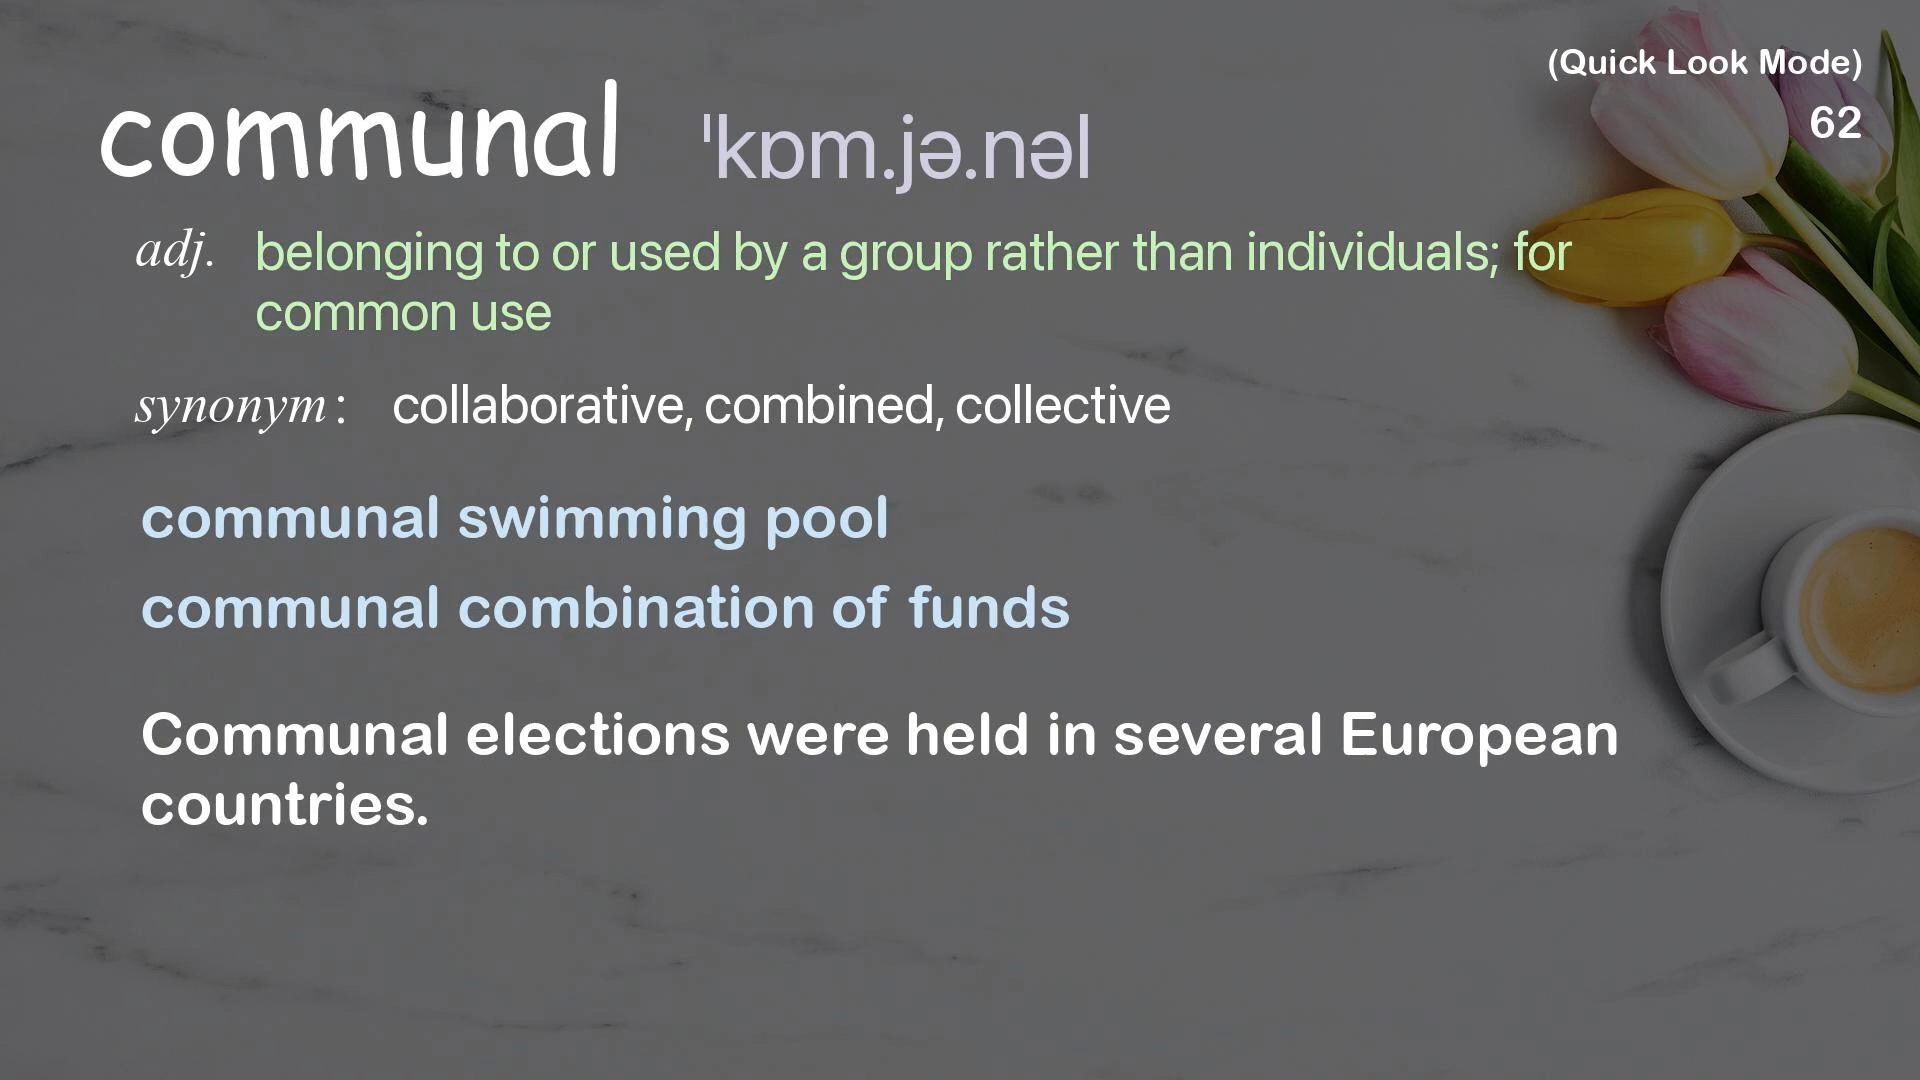 (Quick Look Mode)
62
communal ˈkɒm.jə.nəl
adj. belonging to or used by a group rather than individuals; for
common use
synonym : collaborative, combined, collective
communal swimming pool
communal combination of funds
Communal elections were held in several European
countries.